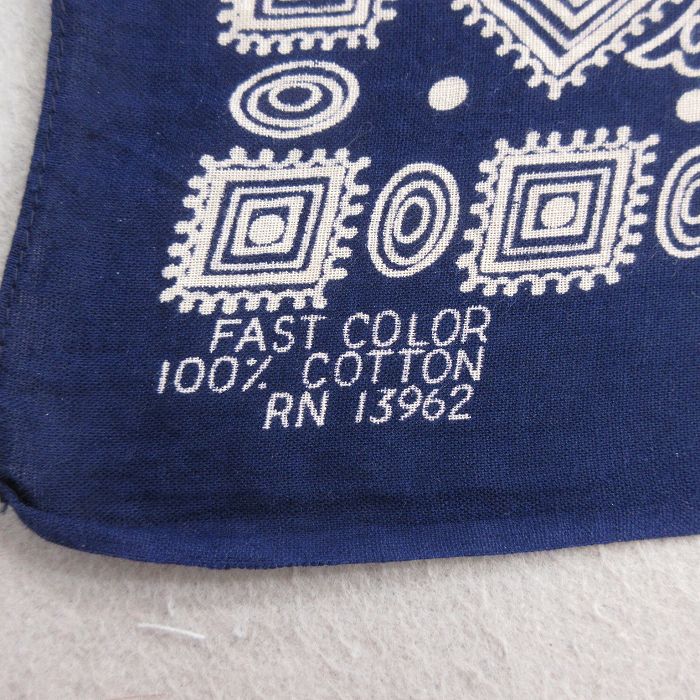 FAST COLOR
100% COTTON
RN 13962